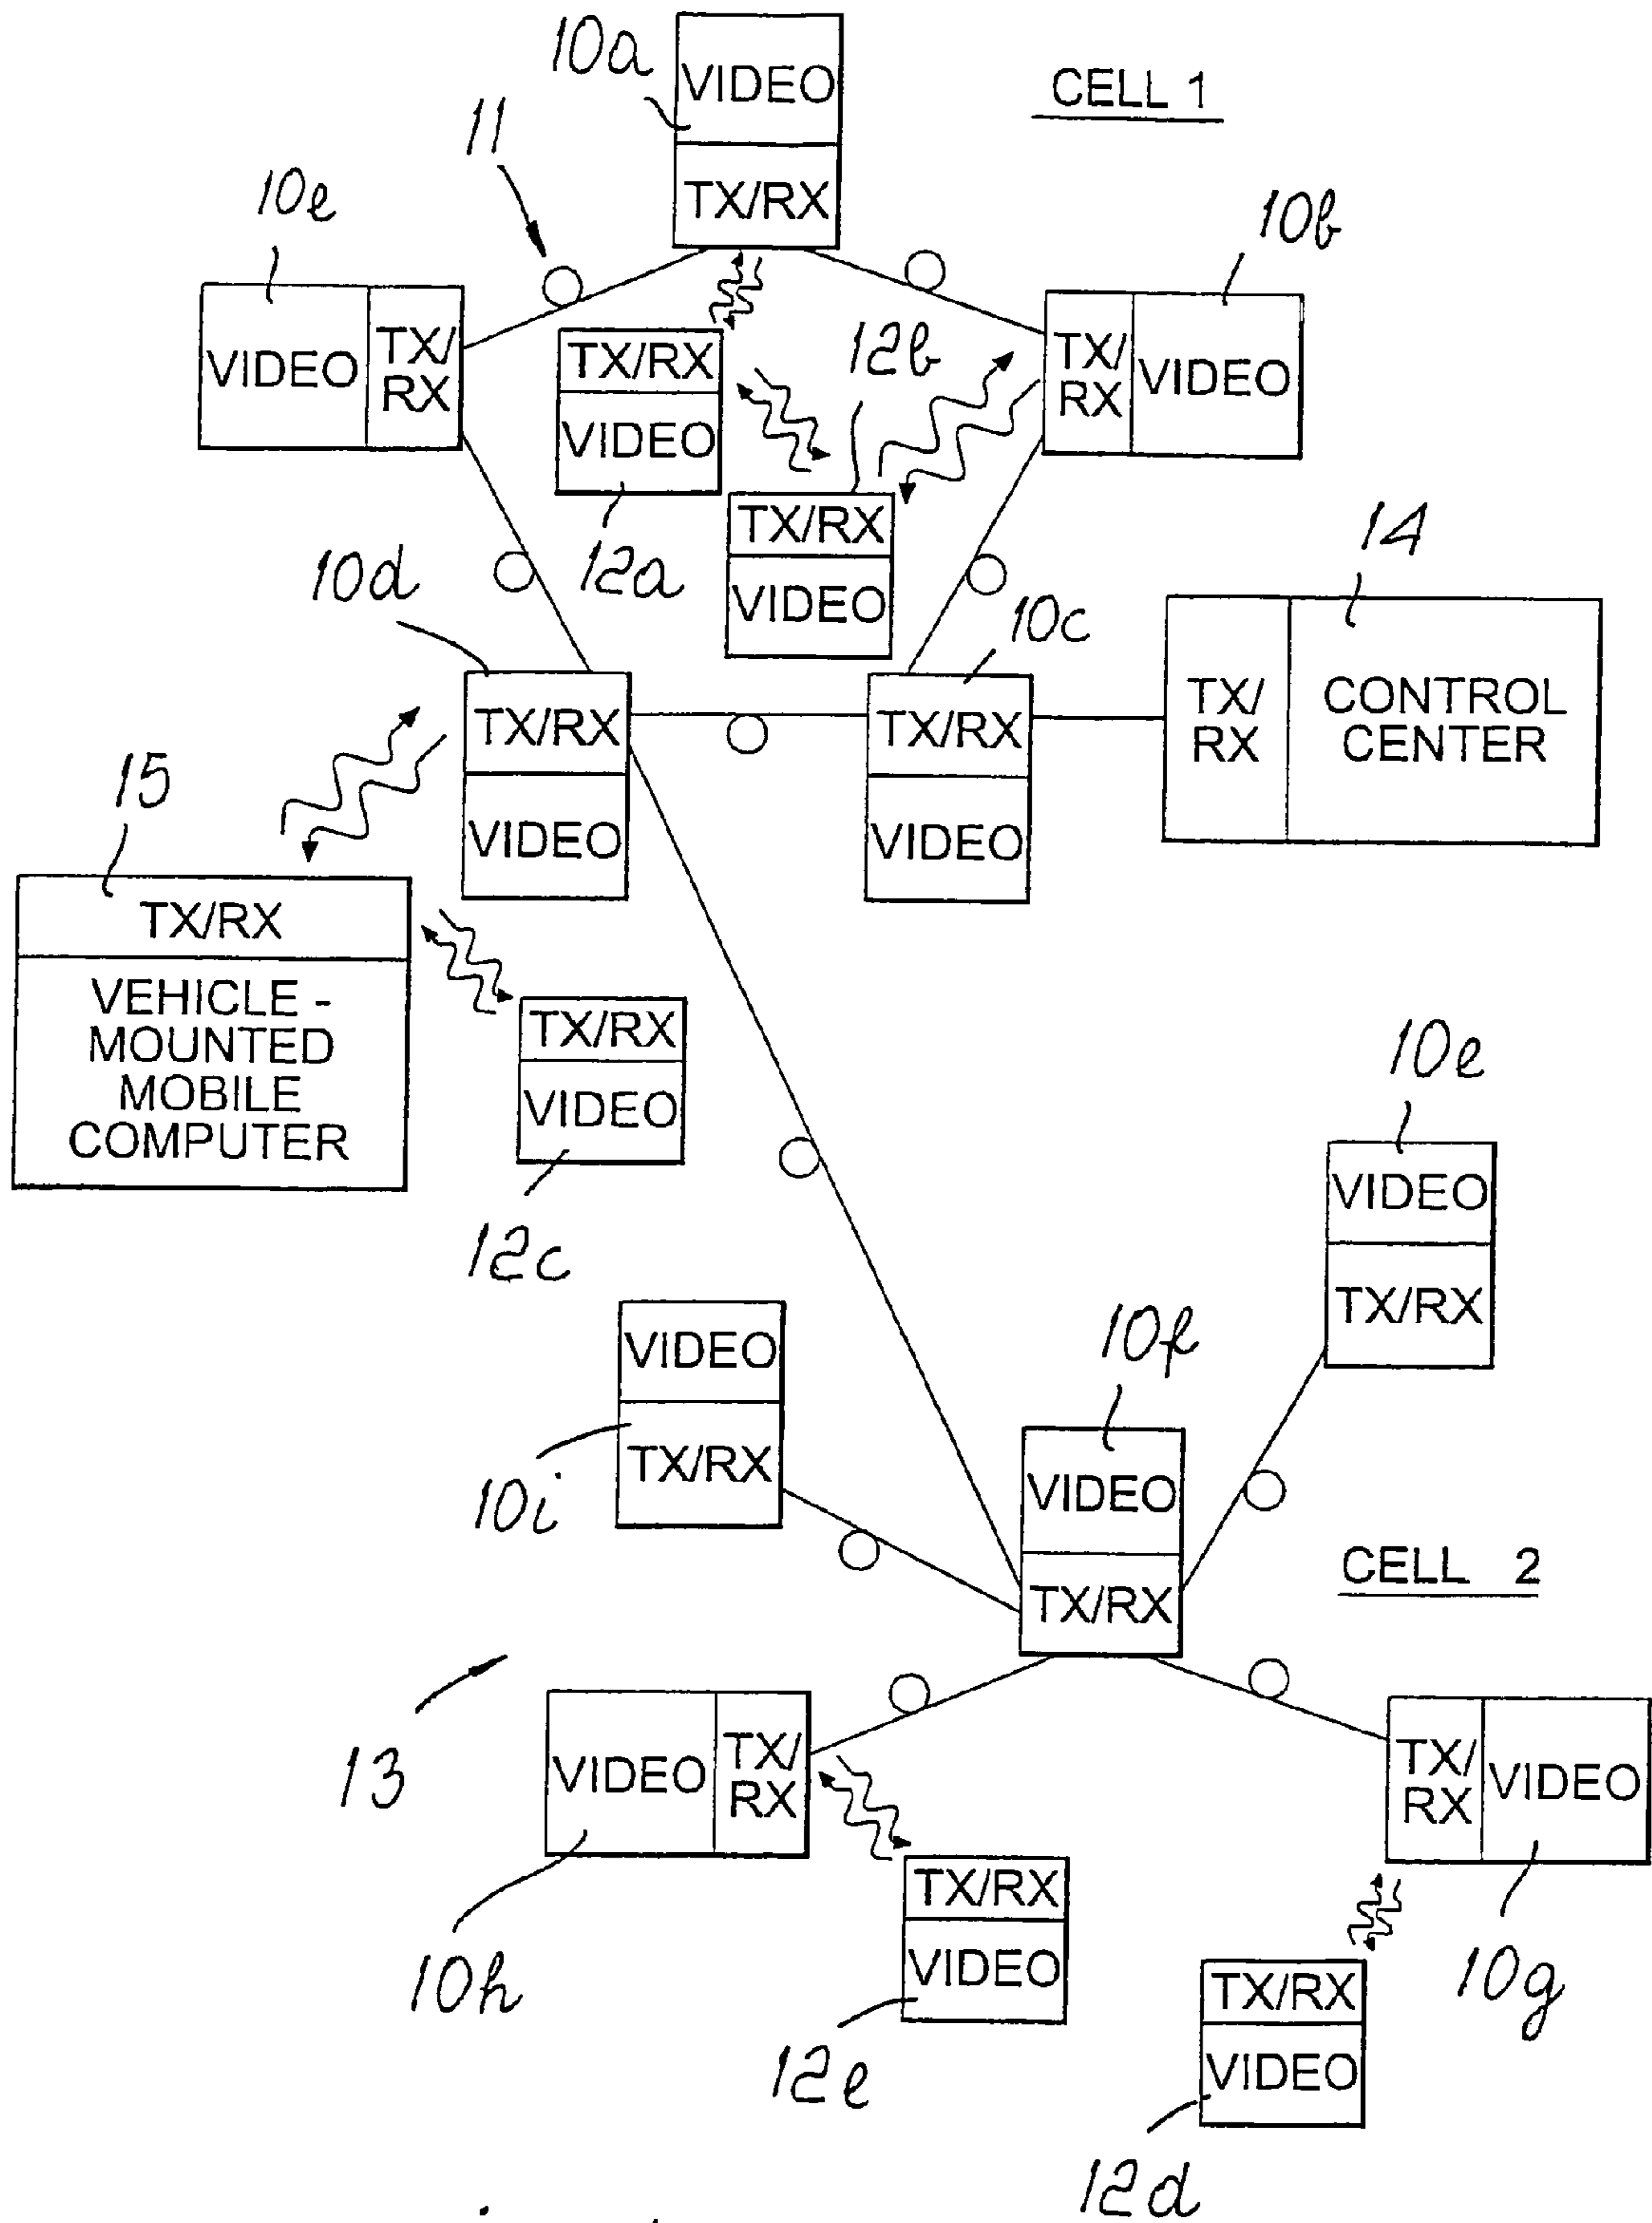 10a
VIDEO
TX/RX
CELL 1
11
10e
VIDEO
TX/
RX
10b
TX/
RX
VIDEO
TX/RX
VIDEO
12a
12b
TX/RX
VIDEO
10d
TX/RX
VIDEO
10c
TX/RX
VIDEO
14
TX/
RX
CONTROL
CENTER
15
TX/RX
VEHICLE -
MOUNTED
MOBILE
COMPUTER
TX/RX
VIDEO
12c
10e
VIDEO
TX/RX
VIDEO
TX/RX
10i
10f
VIDEO
TX/RX
CELL 2
13
VIDEO
TX/
RX
10h
TX/
RX
VIDEO
10g
TX/RX
VIDEO
12e
TX/RX
VIDEO
12d